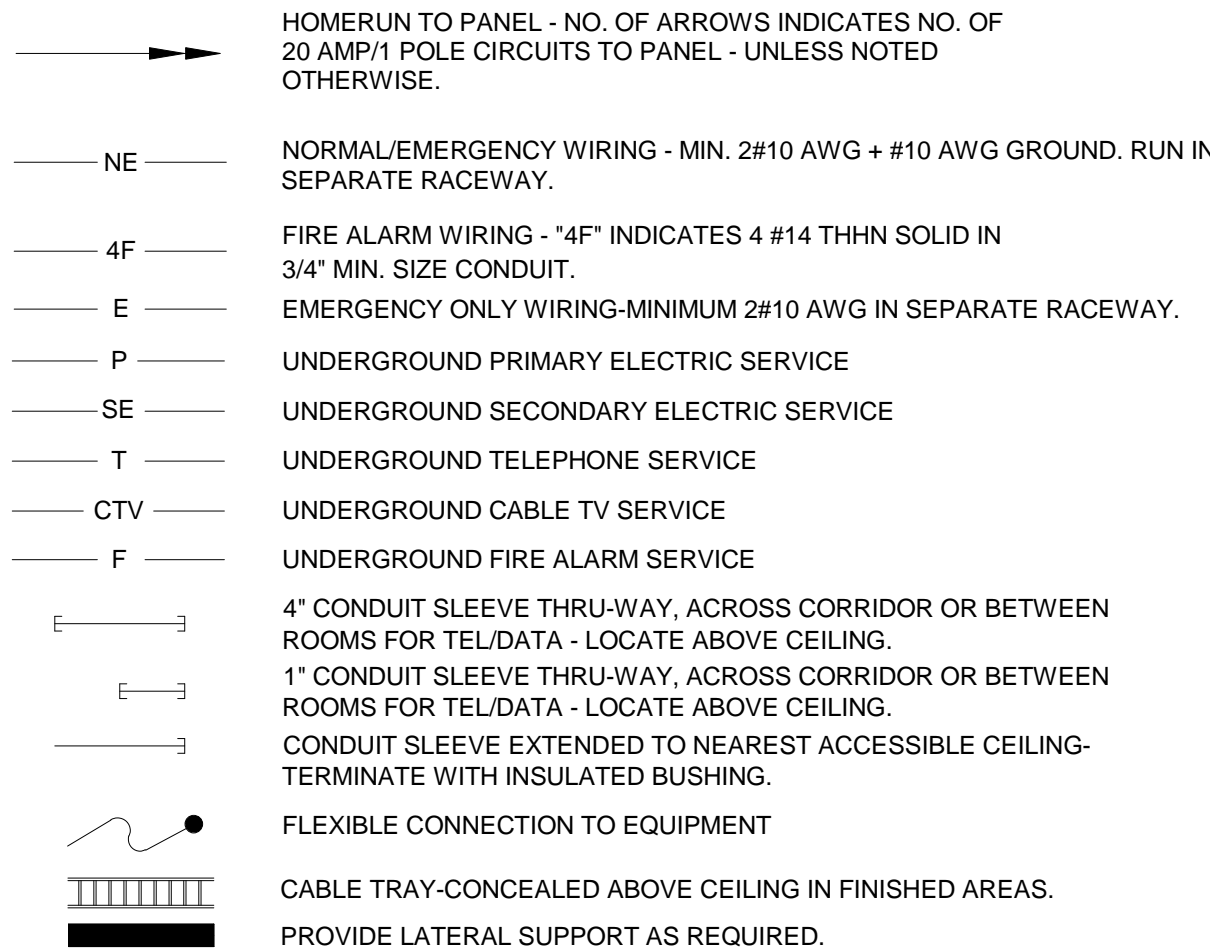 HOMERUN TO PANEL - NO. OF ARROWS INDICATES NO. OF
20 AMP/1 POLE CIRCUITS TO PANEL - UNLESS NOTED
OTHERWISE.
NE
NORMAL/EMERGENCY WIRING - MIN. 2#10 AWG + #10 AWG GROUND. RUN IN
SEPARATE RACEWAY.
4F
FIRE ALARM WIRING - "4F" INDICATES 4 #14 THHN SOLID IN
3/4" MIN. SIZE CONDUIT.
E EMERGENCY ONLY WIRING-MINIMUM 2#10 AWG IN SEPARATE RACEWAY.
P UNDERGROUND PRIMARY ELECTRIC SERVICE
SE UNDERGROUND SECONDARY ELECTRIC SERVICE
T UNDERGROUND TELEPHONE SERVICE
CTV UNDERGROUND CABLE TV SERVICE
F UNDERGROUND FIRE ALARM SERVICE
4" CONDUIT SLEEVE THRU-WAY, ACROSS CORRIDOR OR BETWEEN
ROOMS FOR TEL/DATA - LOCATE ABOVE CEILING.
1" CONDUIT SLEEVE THRU-WAY, ACROSS CORRIDOR OR BETWEEN
ROOMS FOR TEL/DATA - LOCATE ABOVE CEILING.
CONDUIT SLEEVE EXTENDED TO NEAREST ACCESSIBLE CEILING-
TERMINATE WITH INSULATED BUSHING.
FLEXIBLE CONNECTION TO EQUIPMENT
CABLE TRAY-CONCEALED ABOVE CEILING IN FINISHED AREAS.
PROVIDE LATERAL SUPPORT AS REQUIRED.